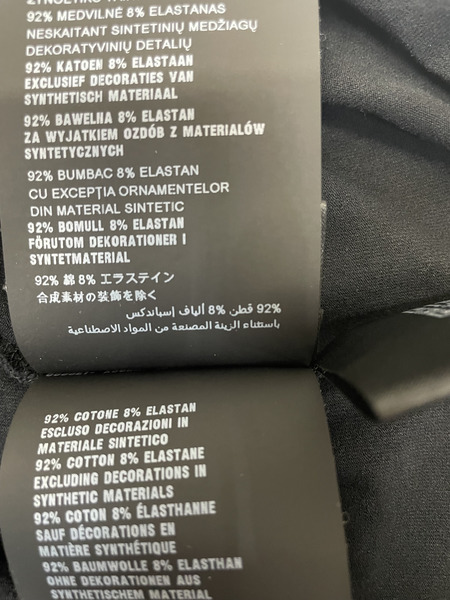 92% MEDVILNĖ 8% ELASTANAS
NESKAITANT SINTETINIŲ MEDŽIAGŲ
DEKORATYVINIŲ DETALIŲ
92% KATOEN 8% ELASTAAN
EXCLUSIEF DECORATIES VAN
SYNTHETISCH MATERIAAL
92% BAWEŁNA 8% ELASTAN
ZA WYJĄTKIEM OZDÓB Z MATERIAŁÓW
SYNTETYCZNYCH
92% BUMBAC 8% ELASTAN
CU EXCEPȚIA ORNAMENTELOR
DIN MATERIAL SINTETIC
92% BOMULL 8% ELASTAN
FÖRUTOM DEKORATIONER I
SYNTETMATERIAL
92% 綿 8% エラステイン
合成素材の装飾を除く
92% قطن 8% ألياف إسباندكس
باستثناء الزينة المصنعة من المواد الاصطناعية
92% COTONE 8% ELASTAN
ESCLUSO DECORAZIONI IN
MATERIALE SINTETICO
92% COTTON 8% ELASTANE
EXCLUDING DECORATIONS IN
SYNTHETIC MATERIALS
92% COTON 8% ÉLASTHANNE
SAUF DÉCORATIONS EN
MATIÈRE SYNTHÉTIQUE
92% BAUMWOLLE 8% ELASTHAN
OHNE DEKORATIONEN AUS
SYNTHETISCHEM MATERIAL